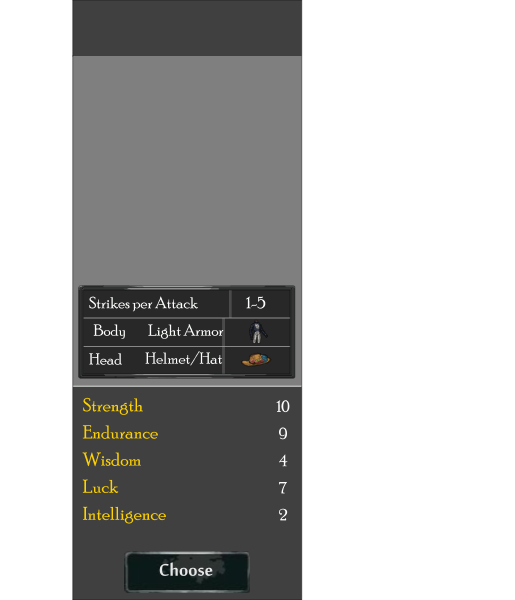 Strikes per Attack 1-5
Body Light Armor
Head Helmet/Hat
Strength 10
Endurance 9
Wisdom 4
Luck 7
Intelligence 2
Choose